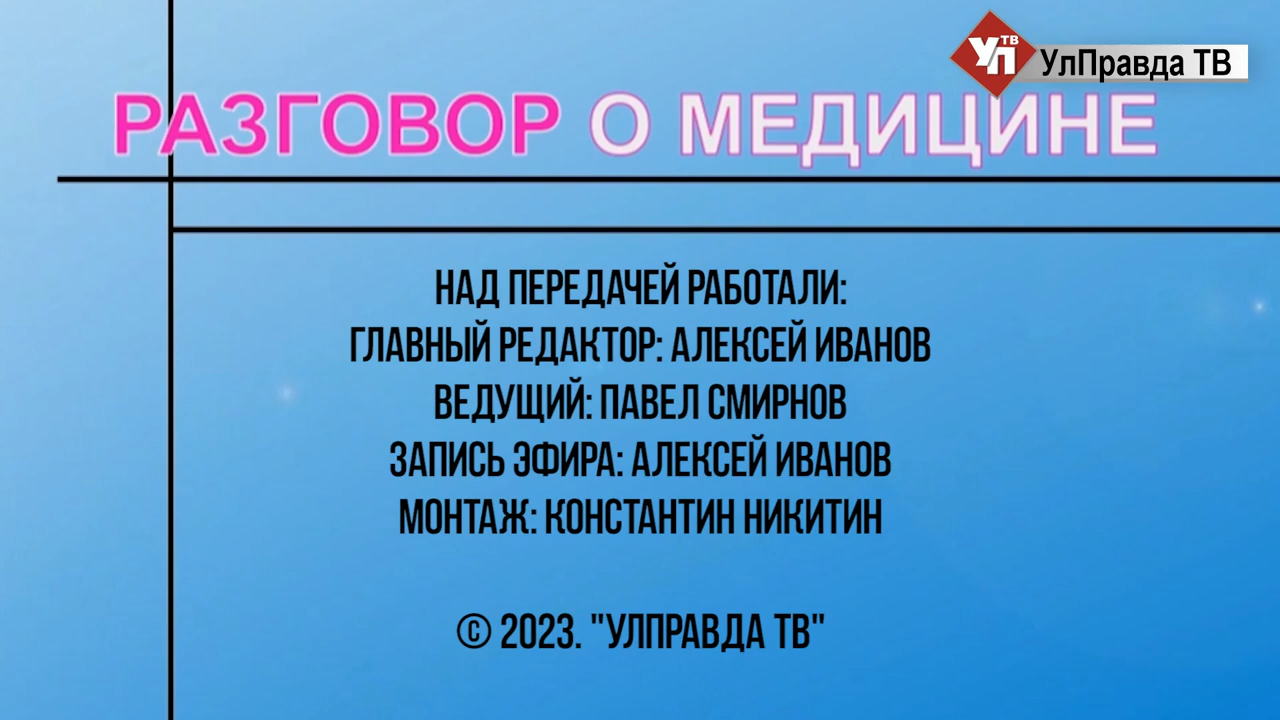 УП ТВ УлПравда ТВ
РАЗГОВОР О МЕДИЦИНЕ
НАД ПЕРЕДАЧЕЙ РАБОТАЛИ:
ГЛАВНЫЙ РЕДАКТОР: АЛЕКСЕЙ ИВАНОВ
ВЕДУЩИЙ: ПАВЕЛ СМИРНОВ
ЗАПИСЬ ЭФИРА: АЛЕКСЕЙ ИВАНОВ
МОНТАЖ: КОНСТАНТИН НИКИТИН
© 2023. "УЛПРАВДА ТВ"